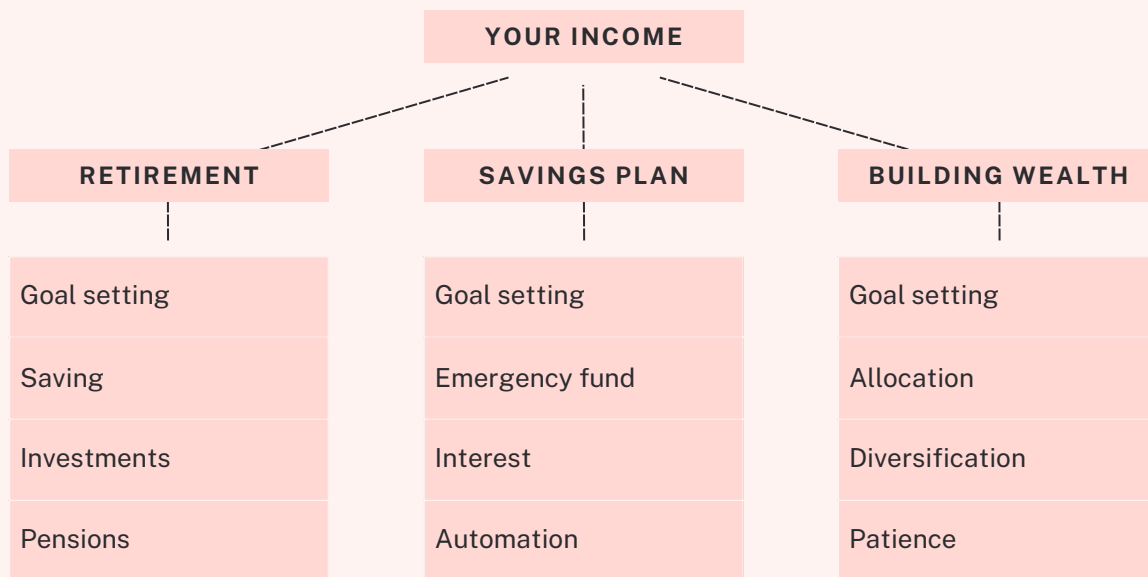 YOUR INCOME
RETIREMENT
SAVINGS PLAN
BUILDING WEALTH
Goal setting
Saving
Investments
Pensions
Goal setting
Emergency fund
Interest
Automation
Goal setting
Allocation
Diversification
Patience